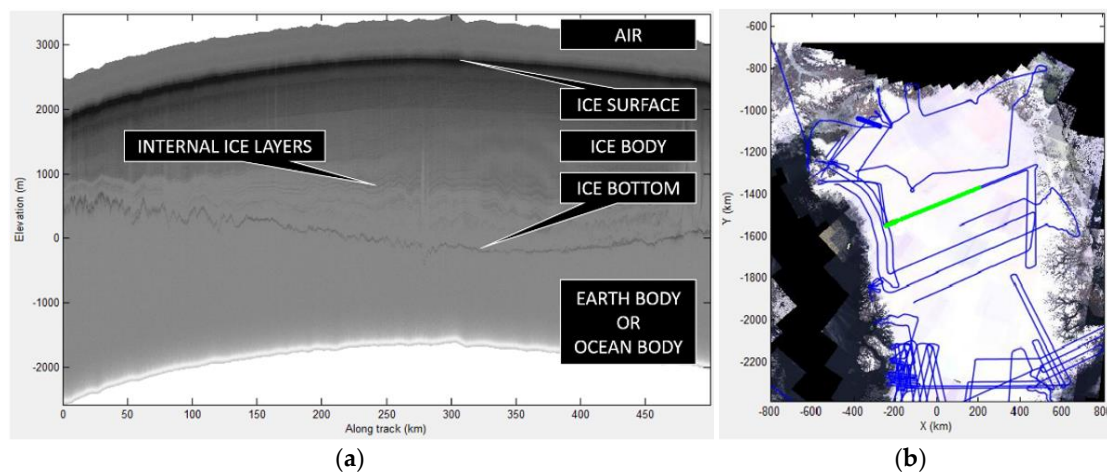 3000
2000
1000
0
-1000
-2000
Elevation (m)
0
50
100
150
200
250
300
350
400
450
Along track (km)
AIR
ICE SURFACE
INTERNAL ICE LAYERS
ICE BODY
ICE BOTTOM
EARTH BODY
OR
OCEAN BODY
(a)
-600
-800
-1000
-1200
-1400
-1600
-1800
-2000
-2200
Y (km)
-800
-600
-400
-200
0
200
400
600
800
X (km)
(b)